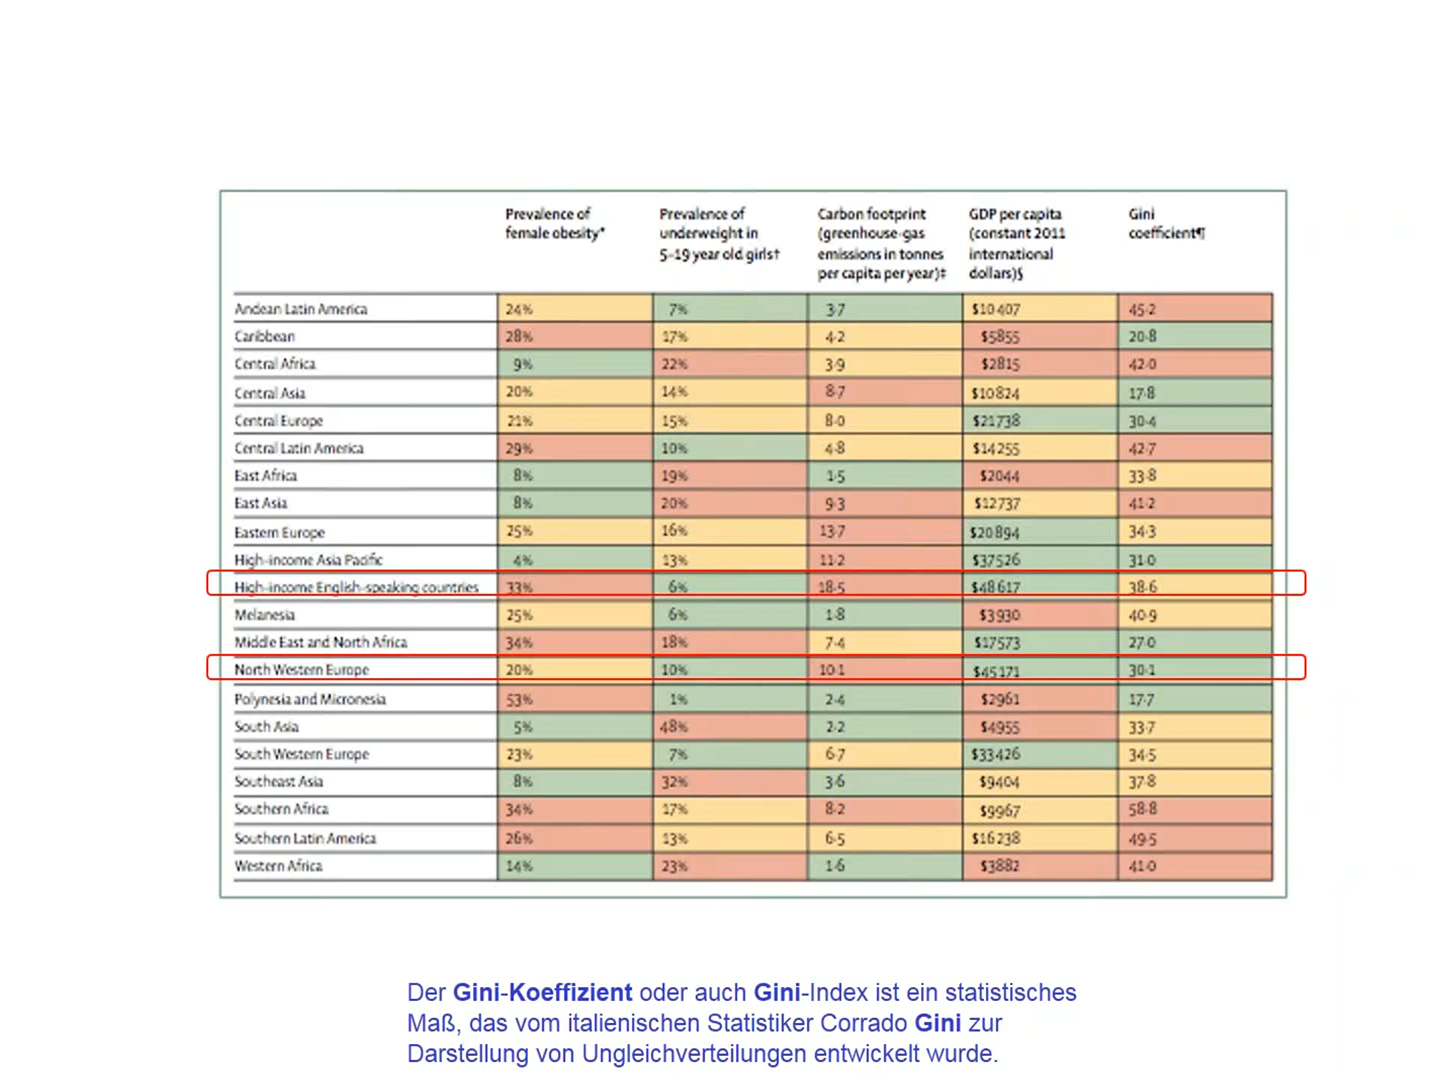 Prevalence of female obesity* Prevalence of underweight in 5–19 year old girls† Carbon footprint (greenhouse-gas emissions in tonnes per capita per year)‡ GDP per capita (constant 2011 international dollars)§ Gini coefficient¶
Andean Latin America 24% 7% 3·7 $10 407 45·2
Caribbean 28% 17% 4·2 $5855 20·8
Central Africa 9% 22% 3·9 $2815 42·0
Central Asia 20% 14% 8·7 $10 824 17·8
Central Europe 21% 15% 8·0 $21 738 30·4
Central Latin America 29% 10% 4·8 $14 255 42·7
East Africa 8% 19% 1·5 $2044 33·8
East Asia 8% 20% 9·3 $12 737 41·2
Eastern Europe 25% 16% 13·7 $20 894 34·3
High-income Asia Pacific 4% 13% 11·2 $37 526 31·0
High-income English-speaking countries 33% 6% 18·5 $48 617 38·6
Melanesia 25% 6% 1·8 $3930 40·9
Middle East and North Africa 34% 18% 7·4 $17 573 27·0
North Western Europe 20% 10% 10·1 $45 171 30·1
Polynesia and Micronesia 53% 1% 2·4 $2961 17·7
South Asia 5% 48% 2·2 $4955 33·7
South Western Europe 23% 7% 6·7 $33 426 34·5
Southeast Asia 8% 32% 3·6 $9404 37·8
Southern Africa 34% 17% 8·2 $9967 58·8
Southern Latin America 26% 13% 6·5 $16 238 49·5
Western Africa 14% 23% 1·6 $3882 41·0
Der Gini-Koeffizient oder auch Gini-Index ist ein statistisches
Maß, das vom italienischen Statistiker Corrado Gini zur
Darstellung von Ungleichverteilungen entwickelt wurde.